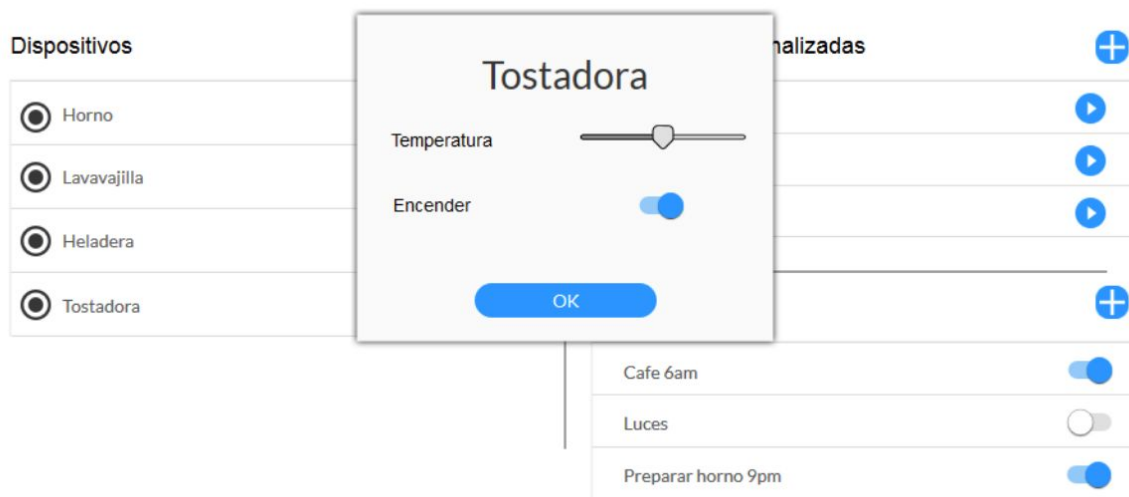 Dispositivos
Horno
Lavavajilla
Heladera
Tostadora
Tostadora
Temperatura
Encender
OK
nalizadas
Cafe 6am
Luces
Preparar horno 9pm